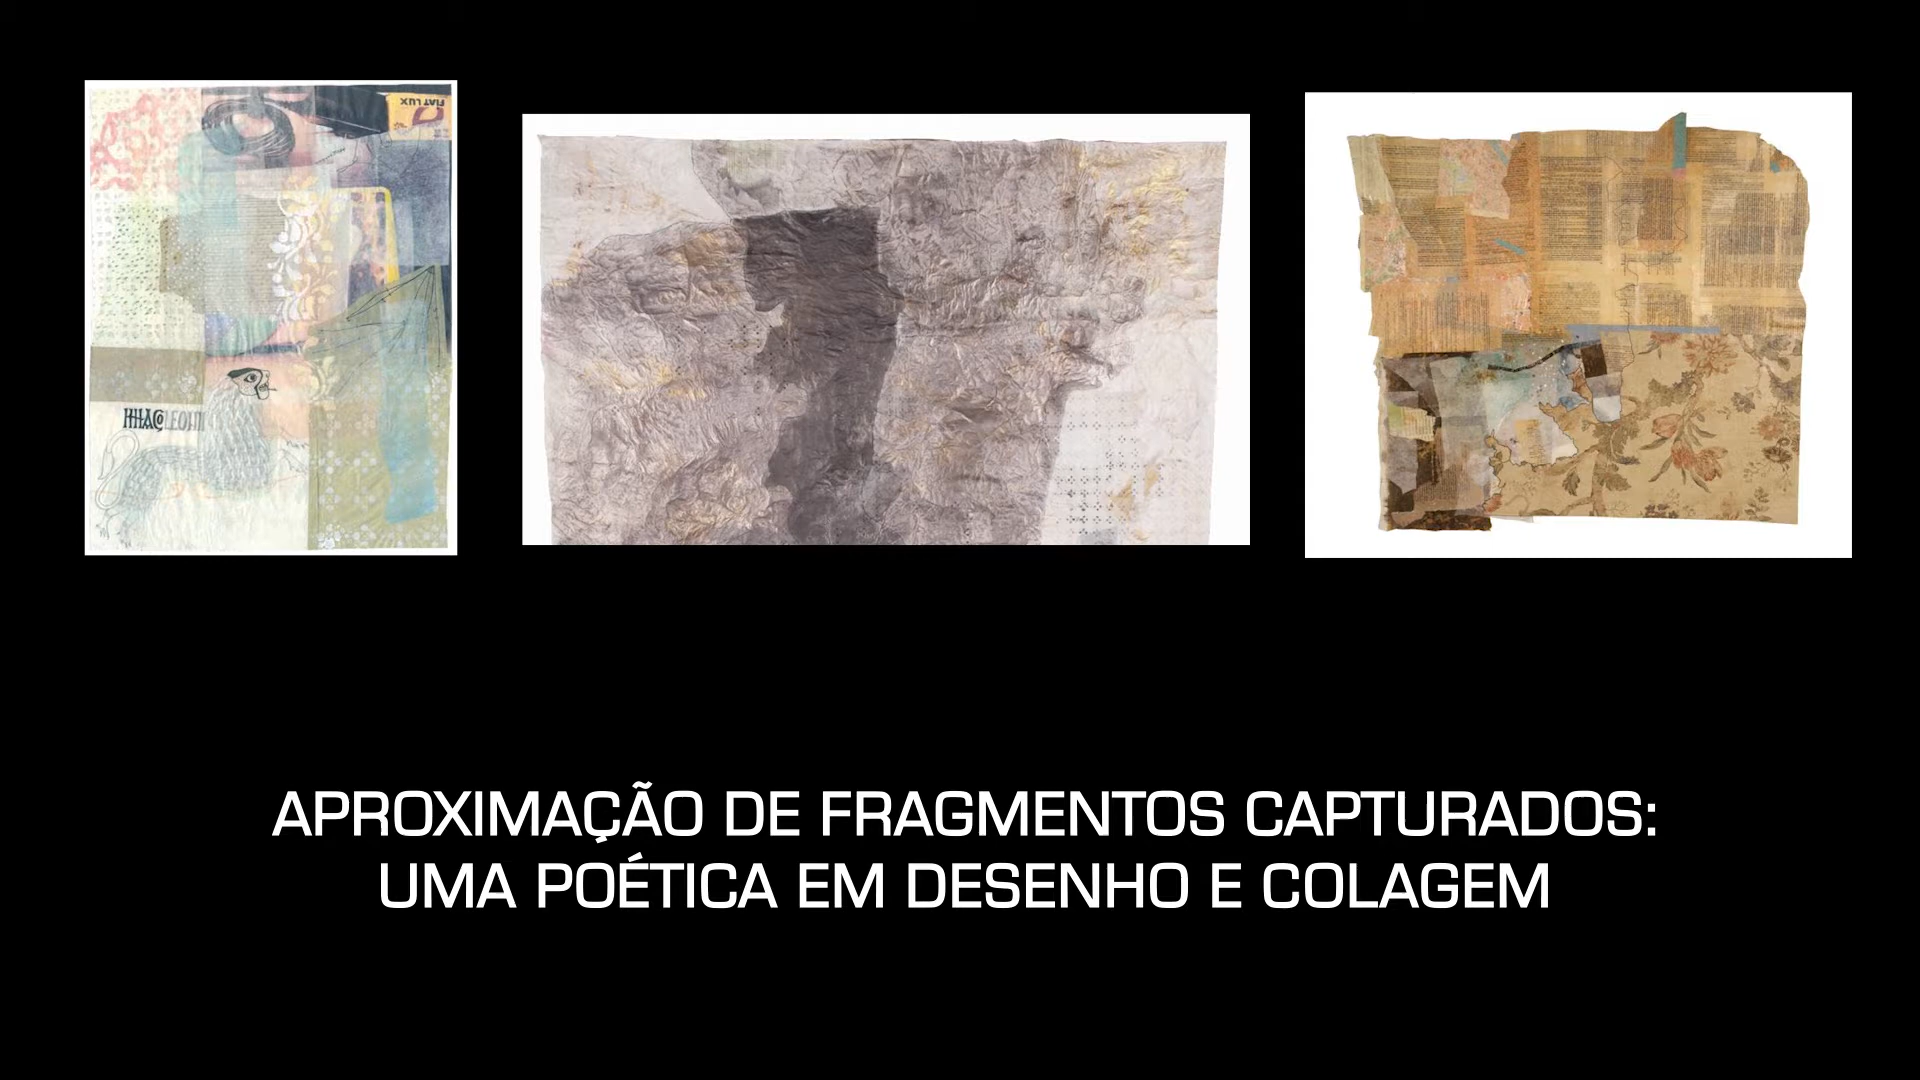 FIAT LUX
APROXIMAÇÃO DE FRAGMENTOS CAPTURADOS:
UMA POÉTICA EM DESENHO E COLAGEM